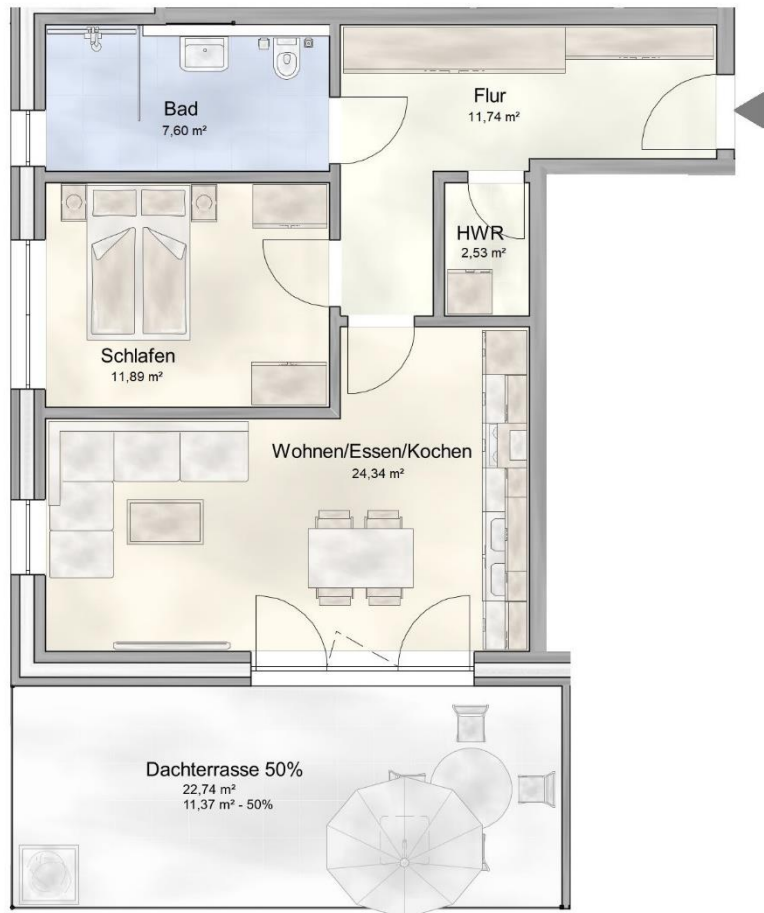 Bad
7,60 m²
Flur
11,74 m²
HWR
2,53 m²
Schlafen
11,89 m²
Wohnen/Essen/Kochen
24,34 m²
Dachterrasse 50%
22,74 m²
11,37 m² - 50%